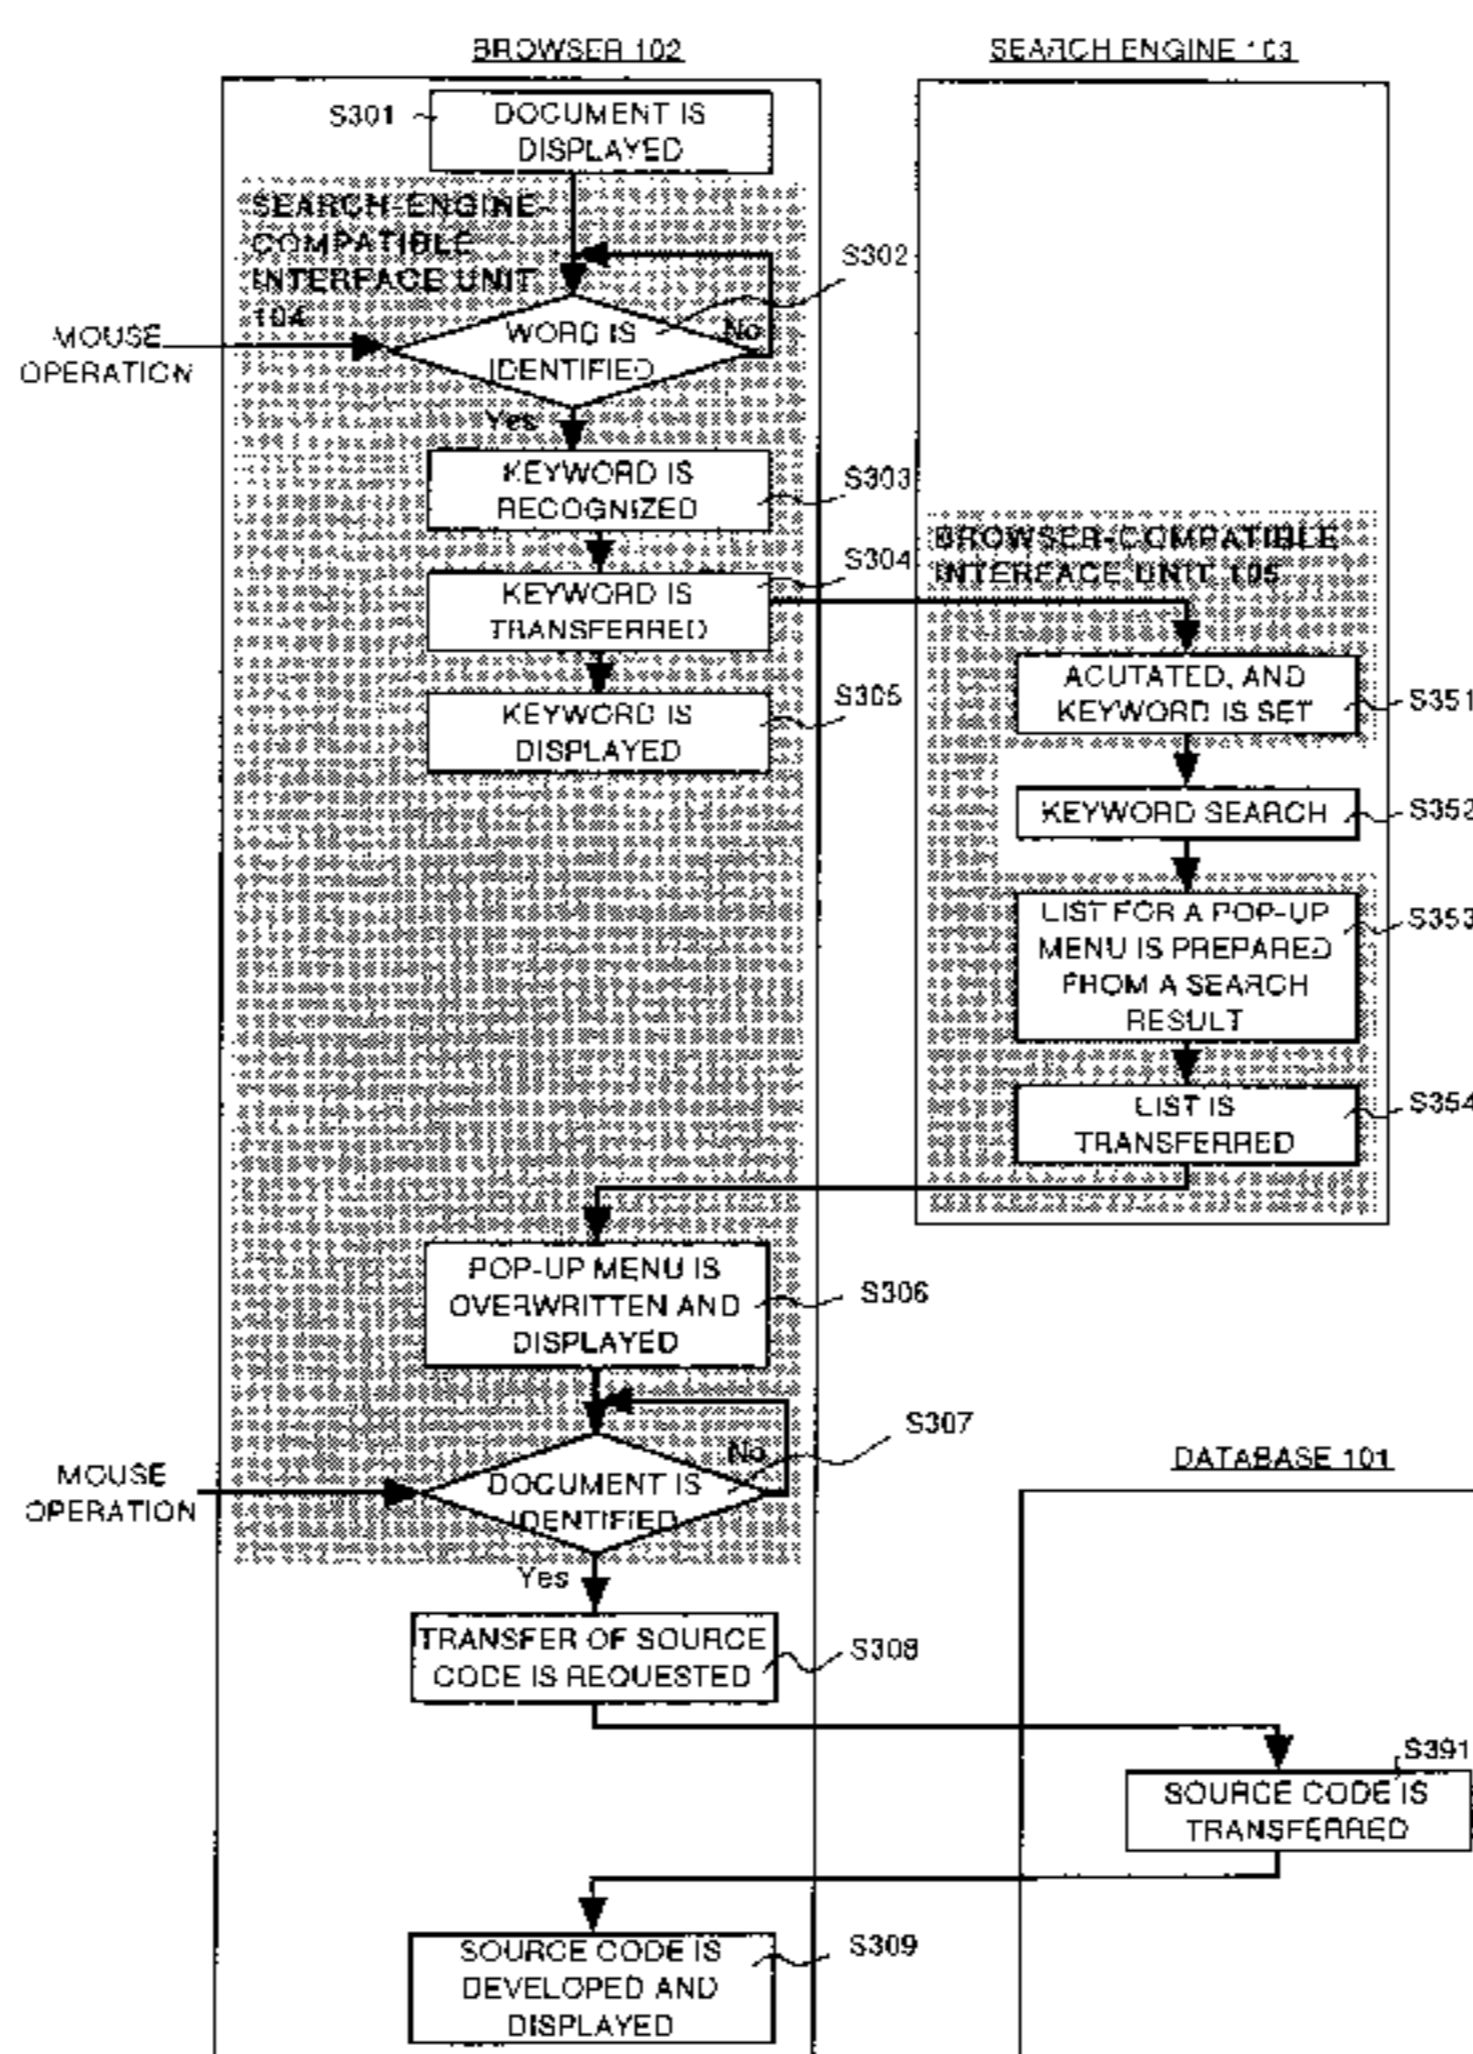 BROWSER 102
SEARCH ENGINE 103
S301
DOCUMENT IS
DISPLAYED
SEARCH-ENGINE-
COMPATIBLE
INTERFACE UNIT
104
S302
MOUSE
OPERATION
WORD IS
IDENTIFIED
No
Yes
KEYWORD IS
RECOGNIZED
S303
BROWSER-COMPATIBLE
INTERFACE UNIT 105
S304
KEYWORD IS
TRANSFERRED
ACUTATED, AND
KEYWORD IS SET
S351
S305
KEYWORD IS
DISPLAYED
KEYWORD SEARCH
S352
LIST FOR A POP-UP
MENU IS PREPARED
FROM A SEARCH
RESULT
S353
LIST IS
TRANSFERRED
S354
POP-UP MENU IS
OVERWRITTEN AND
DISPLAYED
S306
S307
No
MOUSE
OPERATION
DOCUMENT IS
IDENTIFIED
Yes
DATABASE 101
TRANSFER OF SOURCE
CODE IS REQUESTED
S308
S391
SOURCE CODE IS
TRANSFERRED
SOURCE CODE IS
DEVELOPED AND
DISPLAYED
S309